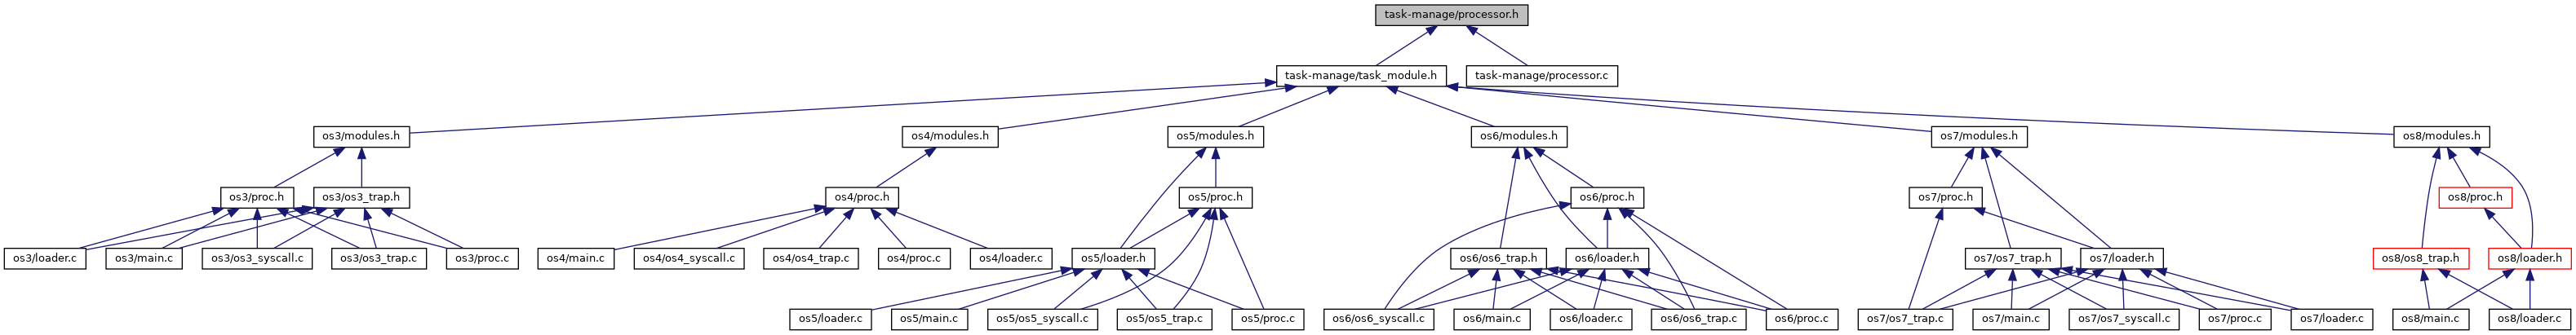 task-manage/processor.h
task-manage/task_module.h
task-manage/processor.c
os3/modules.h
os4/modules.h
os5/modules.h
os6/modules.h
os7/modules.h
os8/modules.h
os3/proc.h
os3/os3_trap.h
os4/proc.h
os5/proc.h
os6/proc.h
os7/proc.h
os8/proc.h
os3/loader.c
os3/main.c
os3/os3_syscall.c
os3/os3_trap.c
os3/proc.c
os4/main.c
os4/os4_syscall.c
os4/os4_trap.c
os4/proc.c
os4/loader.c
os5/loader.h
os6/os6_trap.h
os6/loader.h
os7/os7_trap.h
os7/loader.h
os8/os8_trap.h
os8/loader.h
os5/loader.c
os5/main.c
os5/os5_syscall.c
os5/os5_trap.c
os5/proc.c
os6/os6_syscall.c
os6/main.c
os6/loader.c
os6/os6_trap.c
os6/proc.c
os7/os7_trap.c
os7/main.c
os7/os7_syscall.c
os7/proc.c
os7/loader.c
os8/main.c
os8/loader.c